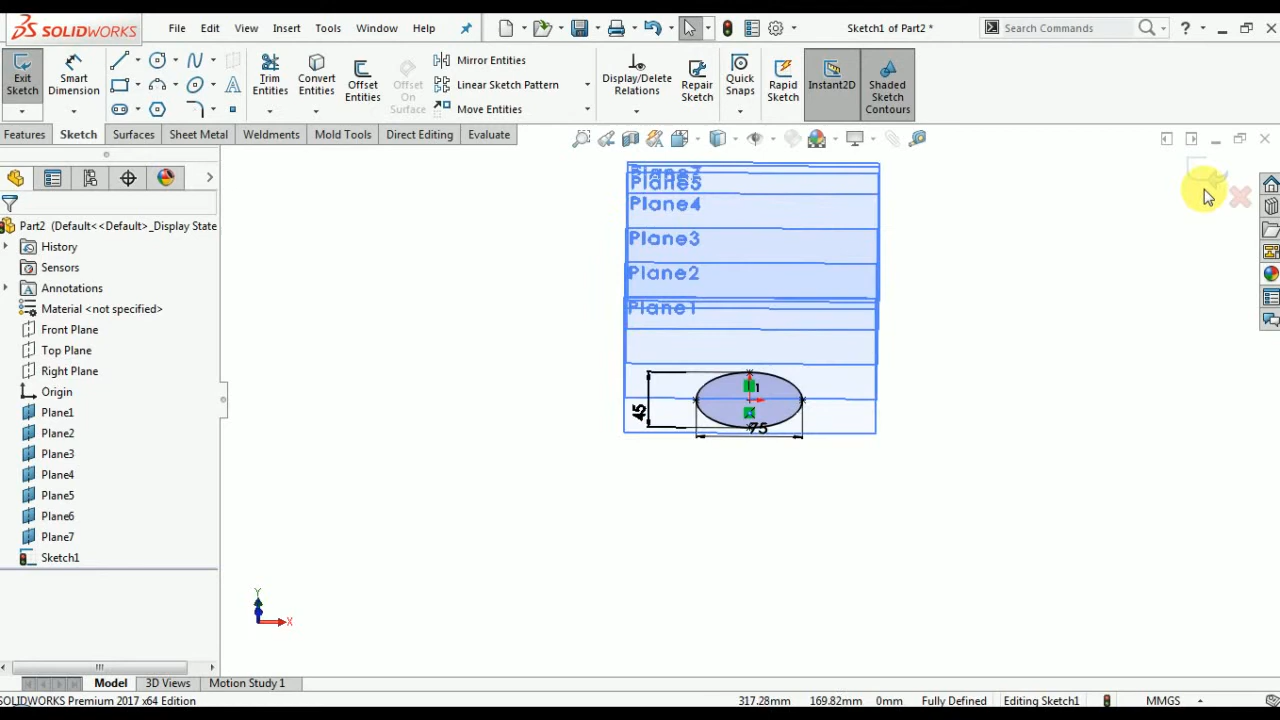 SOLIDWORKS File Edit View Insert Tools Window Help Sketch1 of Part2 * Search Commands ?
Exit Sketch
Smart Dimension
Trim Entities
Convert Entities
Offset Entities
Offset On Surface
Mirror Entities
Linear Sketch Pattern
Move Entities
Display/Delete Relations
Repair Sketch
Quick Snaps
Rapid Sketch
Instant2D
Shaded Sketch Contours
Features Sketch Surfaces Sheet Metal Weldments Mold Tools Direct Editing Evaluate
Part2 (Default<<Default>_Display State
History
Sensors
Annotations
Material <not specified>
Front Plane
Top Plane
Right Plane
Origin
Plane1
Plane2
Plane3
Plane4
Plane5
Plane6
Plane7
Sketch1
Plane7
Plane5
Plane4
Plane3
Plane2
Plane1
45
1
75
Y
X
Model 3D Views Motion Study 1
SOLIDWORKS Premium 2017 x64 Edition 317.28mm 169.82mm 0mm Fully Defined Editing Sketch1 MMGS